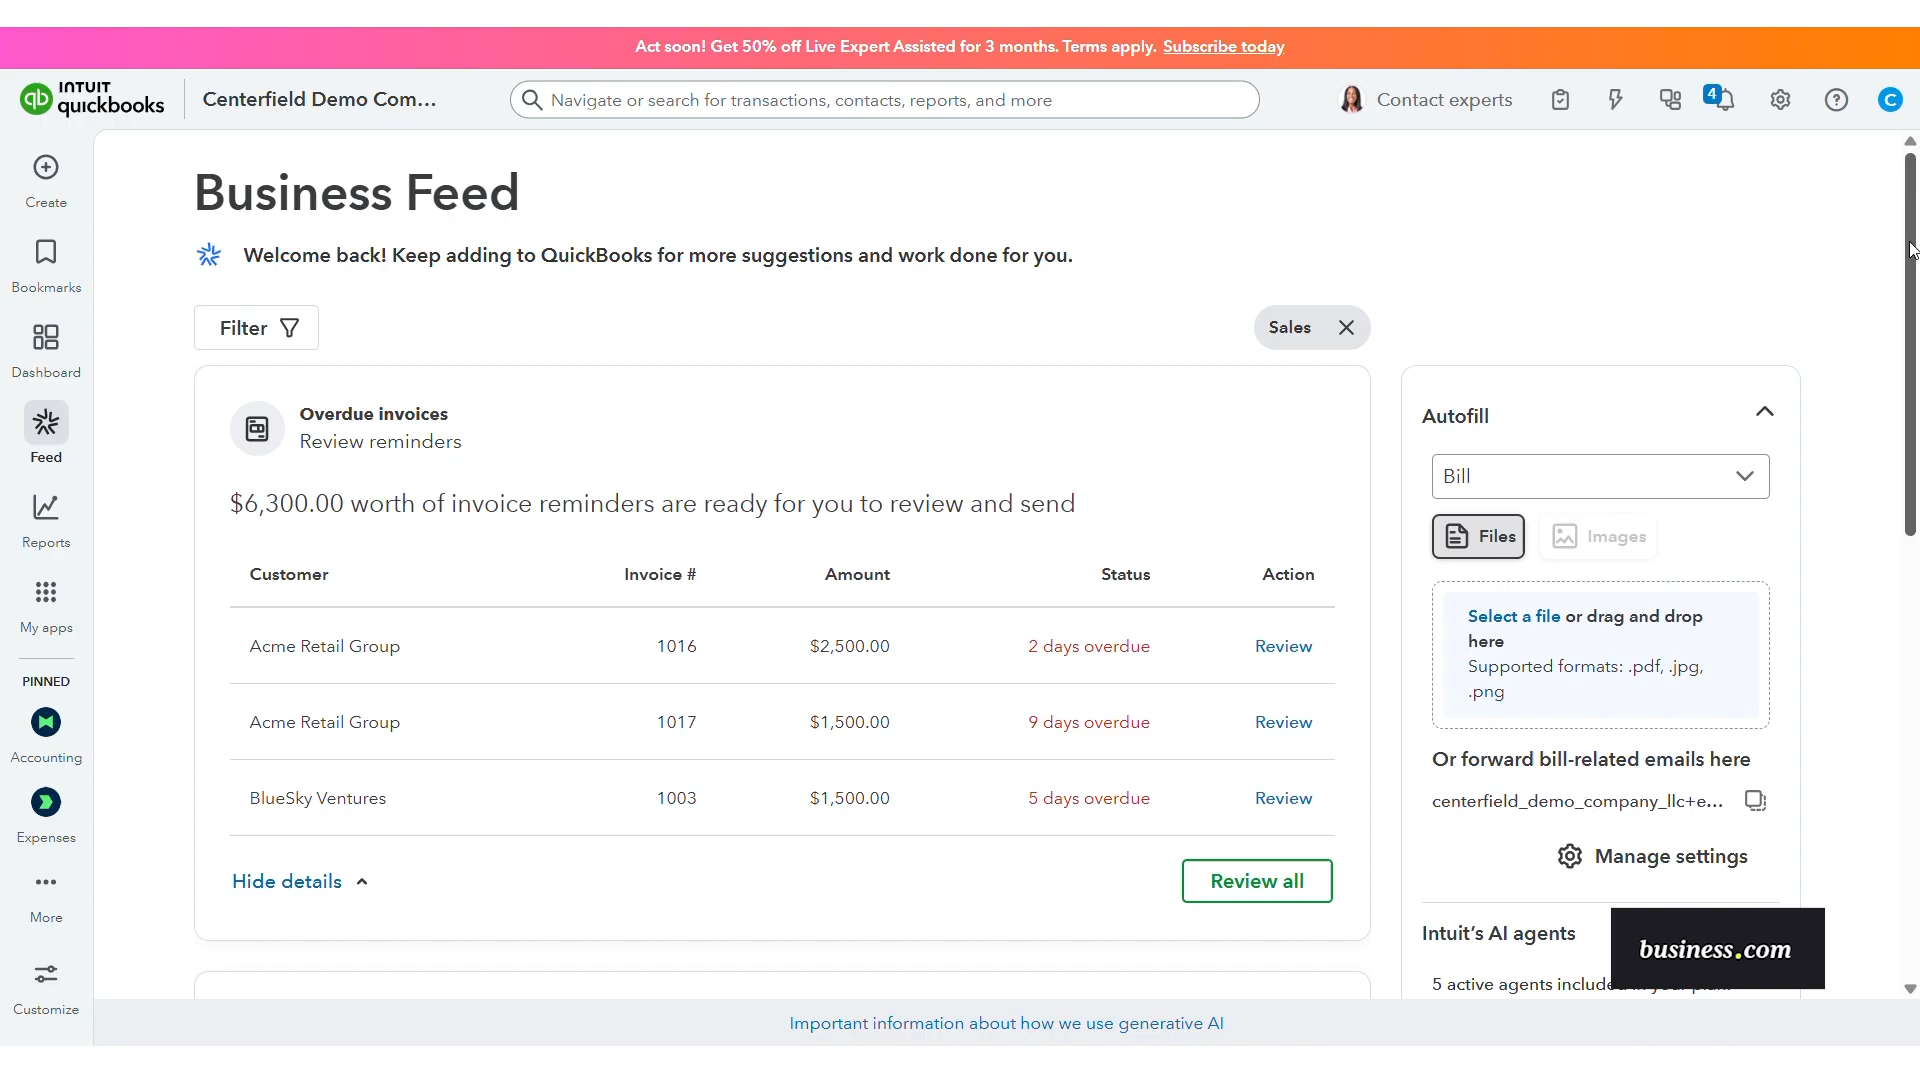 Act soon! Get 50% off Live Expert Assisted for 3 months. Terms apply. Subscribe today
INTUIT
quickbooks
Centerfield Demo Com...
Navigate or search for transactions, contacts, reports, and more
Contact experts
4
C
Create
Bookmarks
Dashboard
Feed
Reports
My apps
PINNED
Accounting
Expenses
More
Customize
Business Feed
Welcome back! Keep adding to QuickBooks for more suggestions and work done for you.
Filter
Sales
Overdue invoices
Review reminders
$6,300.00 worth of invoice reminders are ready for you to review and send
Customer Invoice # Amount Status Action
Acme Retail Group 1016 $2,500.00 2 days overdue Review
Acme Retail Group 1017 $1,500.00 9 days overdue Review
BlueSky Ventures 1003 $1,500.00 5 days overdue Review
Hide details
Review all
Autofill
Bill
Files
Images
Select a file or drag and drop
here
Supported formats: .pdf, .jpg,
.png
Or forward bill-related emails here
centerfield_demo_company_llc+e...
Manage settings
Intuit's AI agents
5 active agents included
business.com
Important information about how we use generative AI